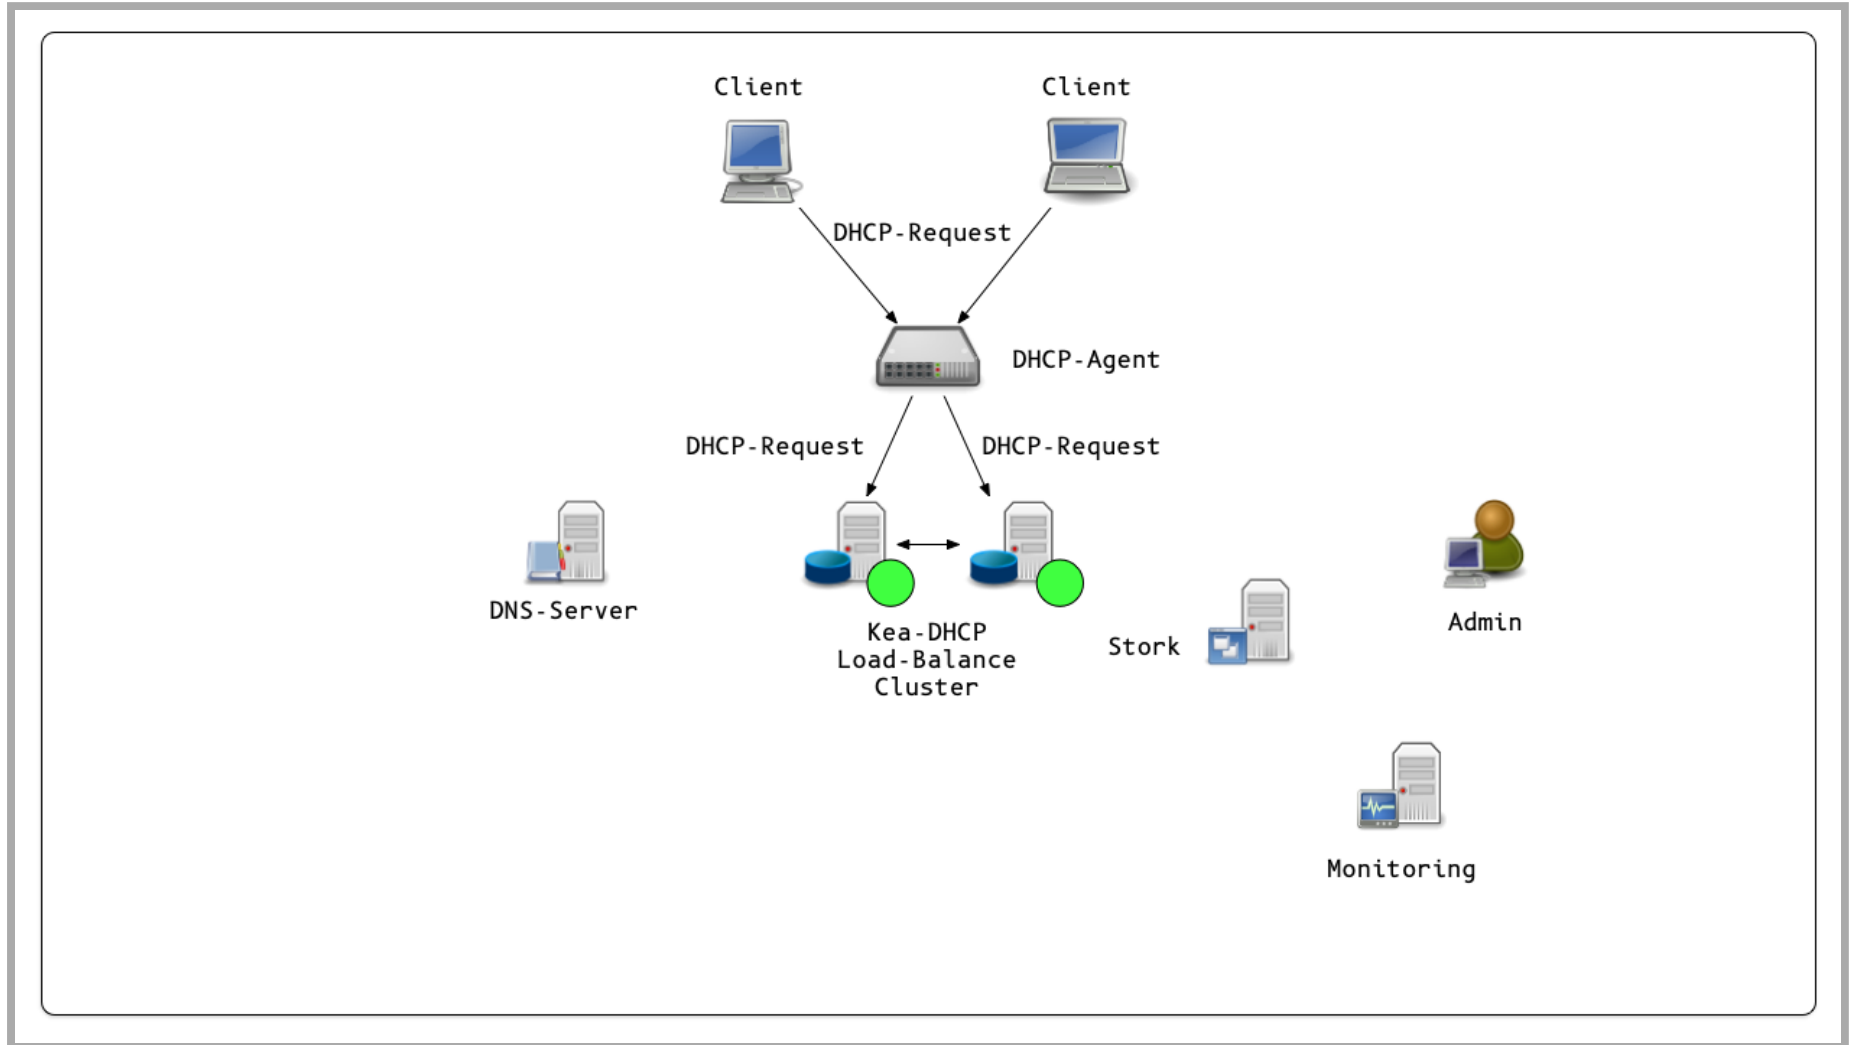 Client
Client
DHCP-Request
DHCP-Agent
DHCP-Request
DHCP-Request
DNS-Server
Kea-DHCP
Load-Balance
Cluster
Stork
Admin
Monitoring